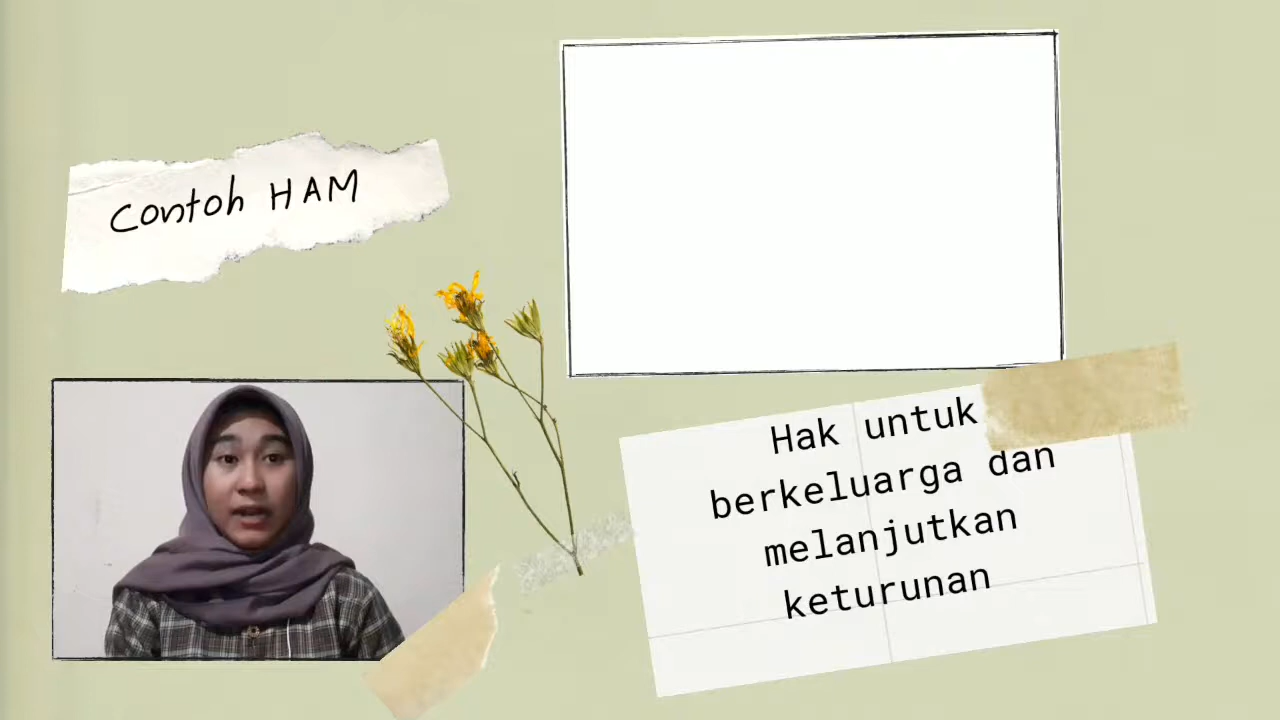 Contoh HAM
Hak untuk
berkeluarga dan
melanjutkan
keturunan